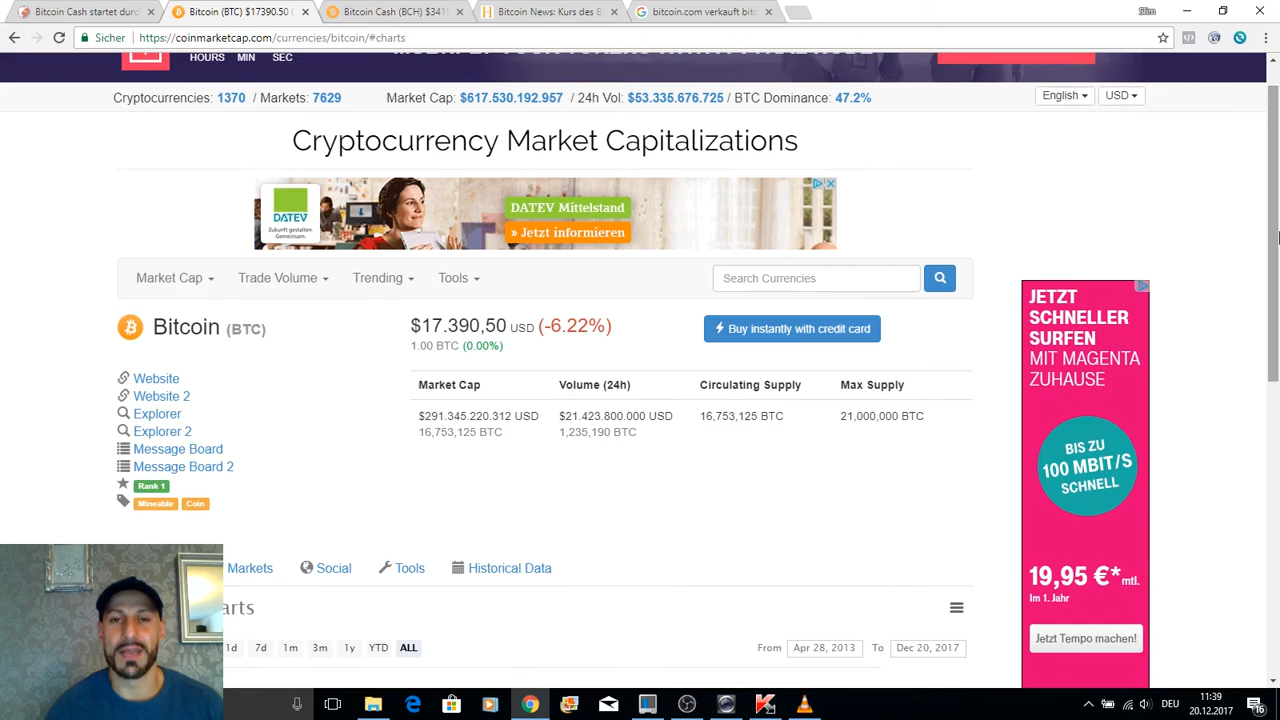 Bitcoin Cash startet durc
Bitcoin (BTC) $17390.50
Bitcoin Cash (BCH) $341
Bitcoin News: Kurs des B
bitcoin.com verkauft bitc
Slim
Sicher
https://coinmarketcap.com/currencies/bitcoin/#charts
HOURS MIN SEC
Cryptocurrencies: 1370 / Markets: 7629 Market Cap: $617.530.192.957 / 24h Vol: $53.335.676.725 / BTC Dominance: 47.2%
English
USD
Cryptocurrency Market Capitalizations
DATEV
Zukunft gestalten.
Gemeinsam.
DATEV Mittelstand
» Jetzt informieren
Market Cap
Trade Volume
Trending
Tools
Search Currencies
Bitcoin (BTC)
$17.390,50 USD (-6.22%)
1.00 BTC (0.00%)
Buy instantly with credit card
Website
Website 2
Explorer
Explorer 2
Message Board
Message Board 2
Rank 1
Mineable Coin
Market Cap Volume (24h) Circulating Supply Max Supply
$291.345.220.312 USD $21.423.800.000 USD 16,753,125 BTC 21,000,000 BTC
16,753,125 BTC 1,235,190 BTC
JETZT
SCHNELLER
SURFEN
MIT MAGENTA
ZUHAUSE
BIS ZU
100 MBIT/S
SCHNELL
19,95 €* mtl.
Im 1. Jahr
Jetzt Tempo machen!
Markets
Social
Tools
Historical Data
arts
1d 7d 1m 3m 1y YTD ALL
From Apr 28, 2013 To Dec 20, 2017
DEU
11:39
20.12.2017